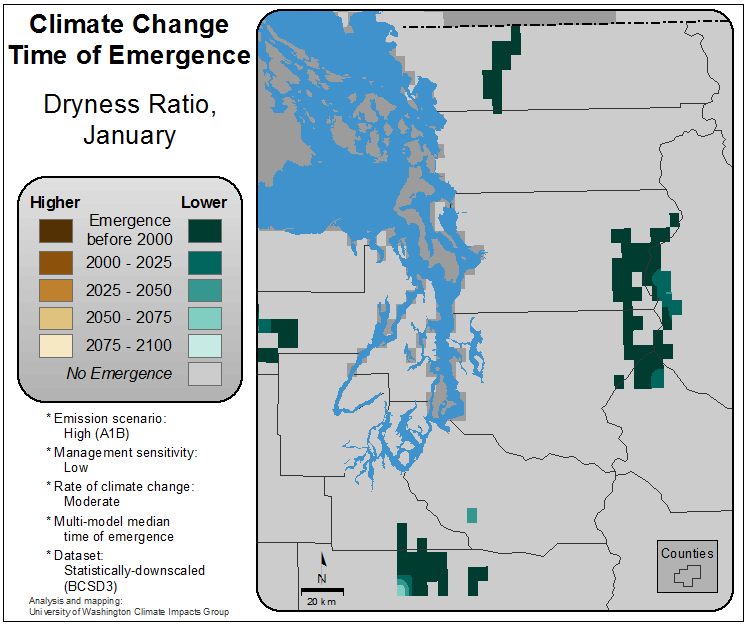 Climate Change
Time of Emergence
Dryness Ratio,
January
Higher Lower
Emergence
before 2000
2000 - 2025
2025 - 2050
2050 - 2075
2075 - 2100
No Emergence
* Emission scenario:
High (A1B)
* Management sensitivity:
Low
* Rate of climate change:
Moderate
* Multi-model median
time of emergence
* Dataset:
Statistically-downscaled
(BCSD3)
Analysis and mapping:
University of Washington Climate Impacts Group
N
20 km
Counties